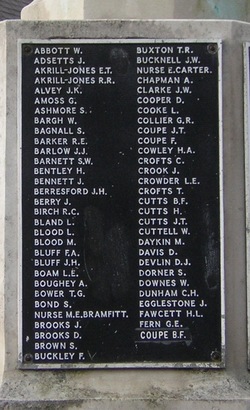 ABBOTT W.
ADSETTS J.
AKRILL-JONES E.T.
AKRILL-JONES R.R.
ALVEY J.K.
AMOSS G.
ASHMORE S.
BARGH W.
BAGNALL S.
BARKER R.E.
BARLOW J.J.
BARNETT S.W.
BENTLEY H.
BENNETT J.
BERRESFORD J.H.
BERRY J.
BIRCH R.C.
BLAND L.
BLOOD L.
BLOOD M.
BLUFF F.A.
BLUFF J.H.
BOAM L.E.
BOUGHEY A.
BOWER T.G.
BOND S.
NURSE M.E.BRAMFITT.
BROOKS J.
BROOKS D.
BROWN S.
BUCKLEY F.
BUXTON T.R.
BUCKNELL J.W.
NURSE E.CARTER.
CHAPMAN A.
CLARKE J.W.
COOPER D.
COOKE L.
COLLIER G.R.
COUPE J.T.
COUPE F.
COWLEY H.A.
CROFTS C.
CROOK J.
CROWDER L.E.
CROFTS T.
CUTTS B.F.
CUTTS H.
CUTTS J.T.
CUTTELL W.
DAYKIN M.
DAVIS D.
DEVLIN D.J.
DORNER S.
DOWNES W.
DUNHAM C.H.
EGGLESTONE J.
FAWCETT H.L.
FERN G.E.
COUPE B.F.